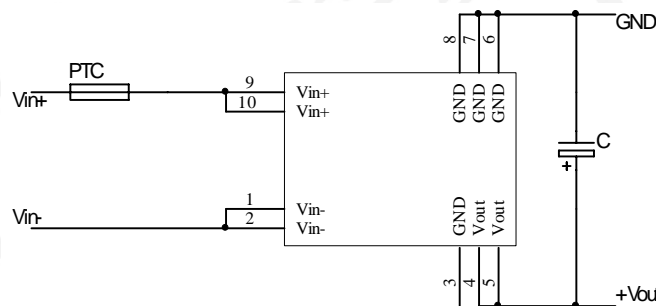 GND
8
7
6
PTC
Vin+
9
10
Vin+
Vin+
GND
GND
GND
C
+
Vin-
1
2
Vin-
Vin-
GND
Vout
Vout
3
4
5
+Vout